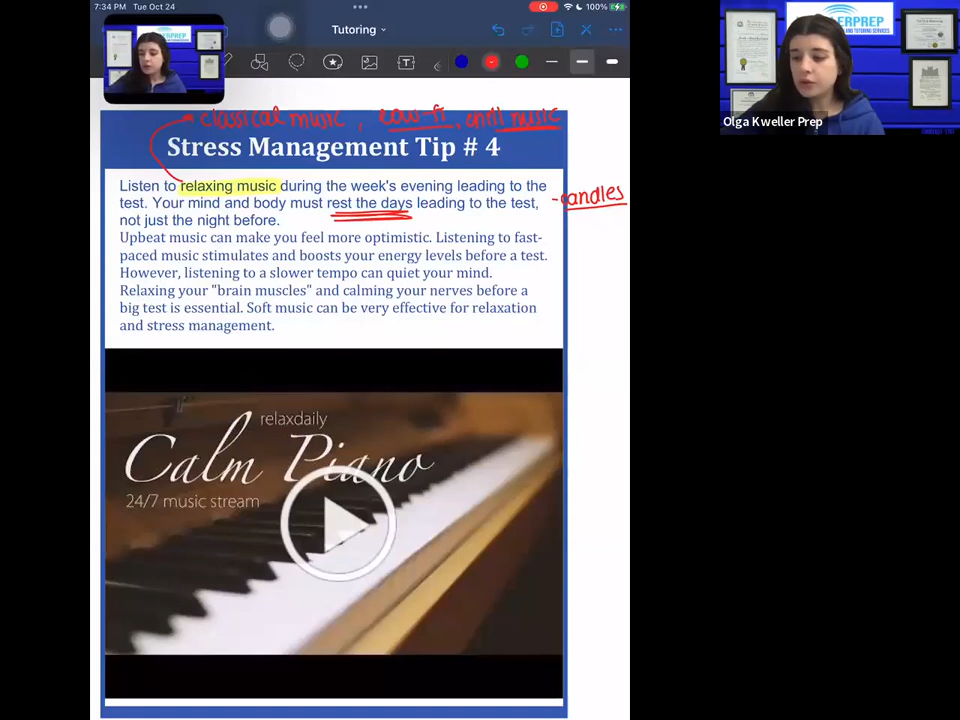 7:34 PM Tue Oct 24
100%
Tutoring
T
classical music, low-fi, chill music
Stress Management Tip # 4
Listen to relaxing music during the week's evening leading to the
test. Your mind and body must rest the days leading to the test,
not just the night before.
-candles
Upbeat music can make you feel more optimistic. Listening to fast-
paced music stimulates and boosts your energy levels before a test.
However, listening to a slower tempo can quiet your mind.
Relaxing your "brain muscles" and calming your nerves before a
big test is essential. Soft music can be very effective for relaxation
and stress management.
relaxdaily
Calm Piano
24/7 music stream
LERPREP
AND TUTORING SERVICES
Olga Kweller Prep